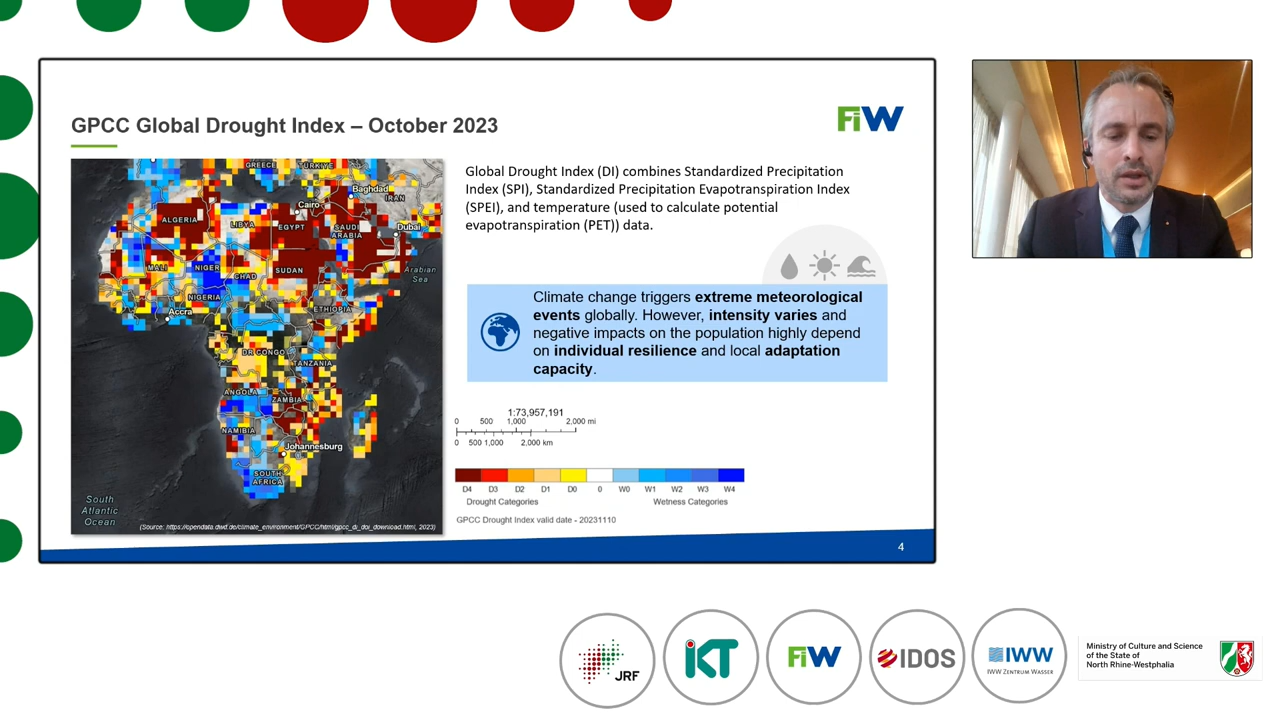 GPCC Global Drought Index – October 2023
FiW
GREECE
TÜRKIYE
Baghdad
IRAN
Cairo
ALGERIA
LIBYA
EGYPT
SAUDI
ARABIA
Dubai
MALI
NIGER
CHAD
SUDAN
Arabian
Sea
NIGERIA
Accra
ETHIOPIA
DR CONGO
TANZANIA
ANGOLA
ZAMBIA
NAMIBIA
Johannesburg
SOUTH
AFRICA
South
Atlantic
Ocean
(Source: https://opendata.dwd.de/climate_environment/GPCC/html/gpcc_di_doi_download.html, 2023)
Global Drought Index (DI) combines Standardized Precipitation
Index (SPI), Standardized Precipitation Evapotranspiration Index
(SPEI), and temperature (used to calculate potential
evapotranspiration (PET)) data.
Climate change triggers extreme meteorological
events globally. However, intensity varies and
negative impacts on the population highly depend
on individual resilience and local adaptation
capacity.
1:73,957,191
0 500 1,000 2,000 mi
0 500 1,000 2,000 km
D4 D3 D2 D1 D0 0 W0 W1 W2 W3 W4
Drought Categories Wetness Categories
GPCC Drought Index valid date - 20231110
4
JRF
iKT
FiW
IDOS
IWW
IWW ZENTRUM WASSER
Ministry of Culture and Science
of the State of
North Rhine-Westphalia